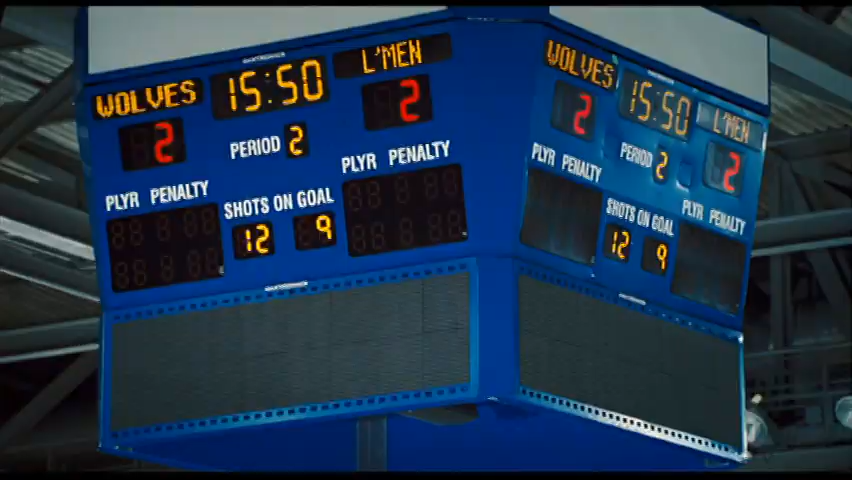 WOLVES 15:50 L'MEN
2 PERIOD 2 2
PLYR PENALTY SHOTS ON GOAL PLYR PENALTY
12 9
WOLVES 15:50 L'MEN
2 PERIOD 2 2
PLYR PENALTY SHOTS ON GOAL PLYR PENALTY
12 9